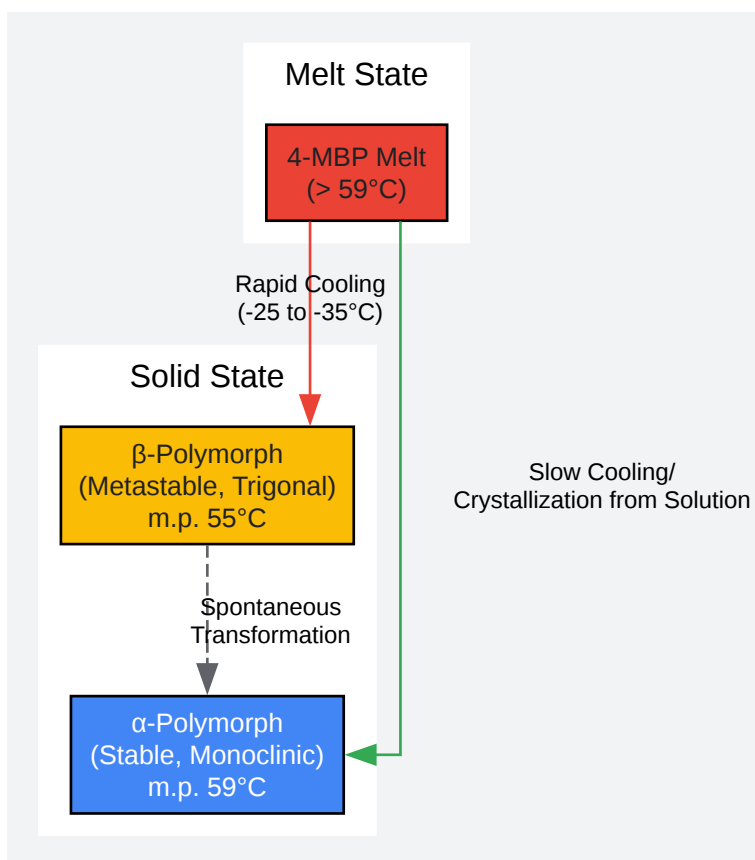 Melt State
4-MBP Melt
(> 59°C)
Rapid Cooling
(-25 to -35°C)
Solid State
β-Polymorph
(Metastable, Trigonal)
m.p. 55°C
Slow Cooling/
Crystallization from Solution
Spontaneous
Transformation
α-Polymorph
(Stable, Monoclinic)
m.p. 59°C